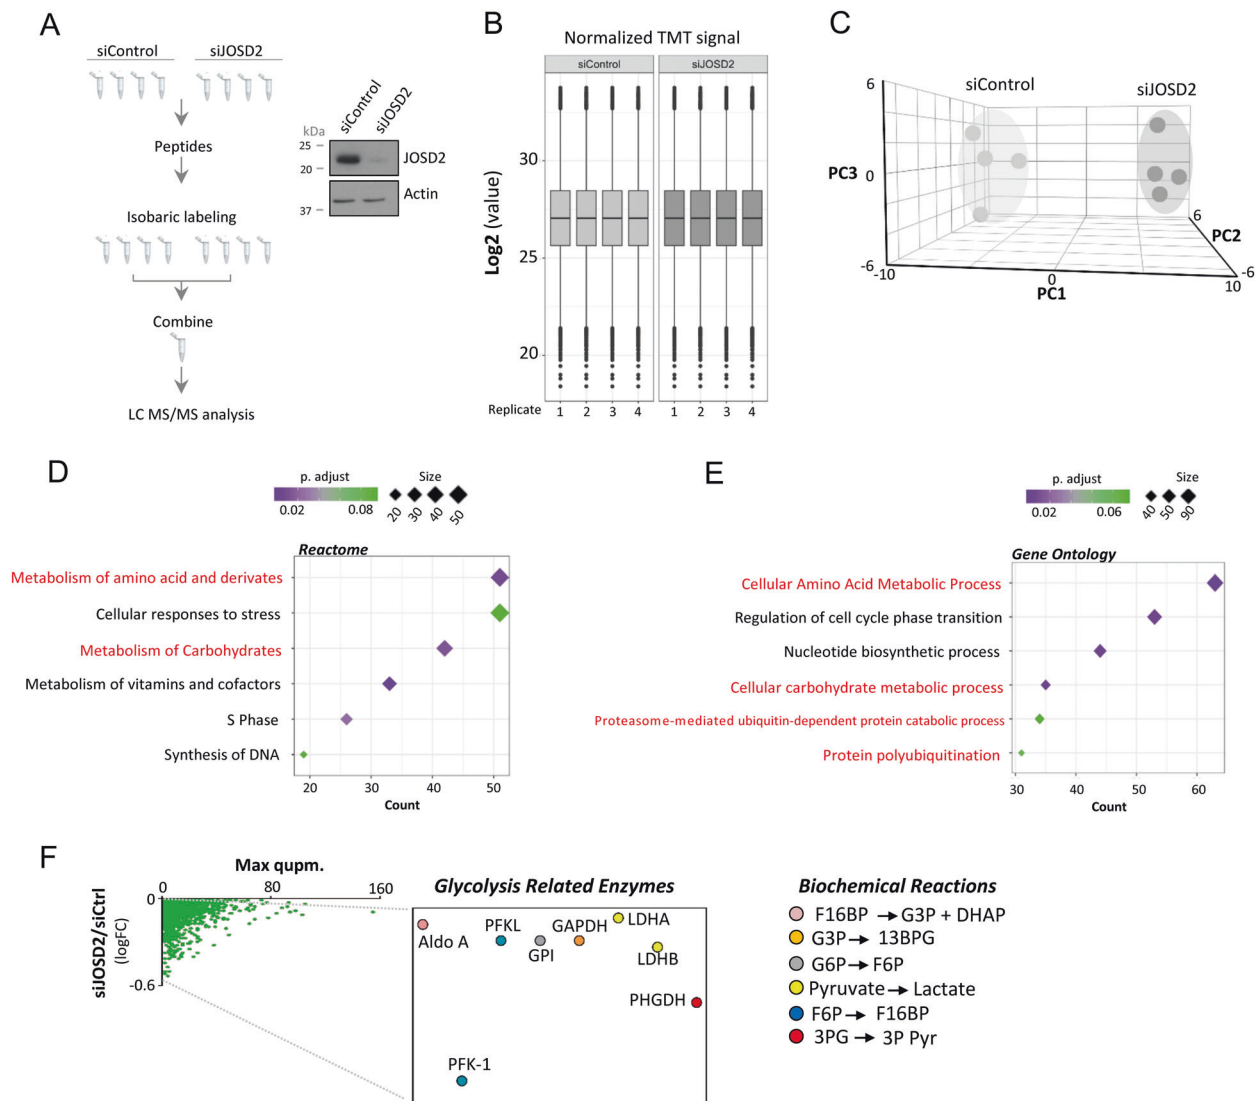 A
siControl siJOSD2
Peptides
Isobaric labeling
Combine
LC MS/MS analysis
siControl siJOSD2
kDa
25
20
JOSD2
Actin
37
B
Normalized TMT signal
siControl siJOSD2
Log2 (value)
30
25
20
Replicate 1 2 3 4 1 2 3 4
C
siControl siJOSD2
6
PC3 0
-6
-10 0 10
PC1
6
PC2
-6
D
p. adjust Size
0.02 0.08 20 30 40 50
Reactome
Metabolism of amino acid and derivates
Cellular responses to stress
Metabolism of Carbohydrates
Metabolism of vitamins and cofactors
S Phase
Synthesis of DNA
20 30 40 50
Count
E
p. adjust Size
0.02 0.06 40 50 90
Gene Ontology
Cellular Amino Acid Metabolic Process
Regulation of cell cycle phase transition
Nucleotide biosynthetic process
Cellular carbohydrate metabolic process
Proteasome-mediated ubiquitin-dependent protein catabolic process
Protein polyubiquitination
30 40 50 60
Count
F
Max qupm.
0 80 160
siJOSD2/siCtrl
(logFC)
0
-0.6
Glycolysis Related Enzymes
Aldo A
PFKL
GPI
GAPDH
LDHA
LDHB
PHGDH
PFK-1
Biochemical Reactions
F16BP → G3P + DHAP
G3P → 13BPG
G6P → F6P
Pyruvate → Lactate
F6P → F16BP
3PG → 3P Pyr